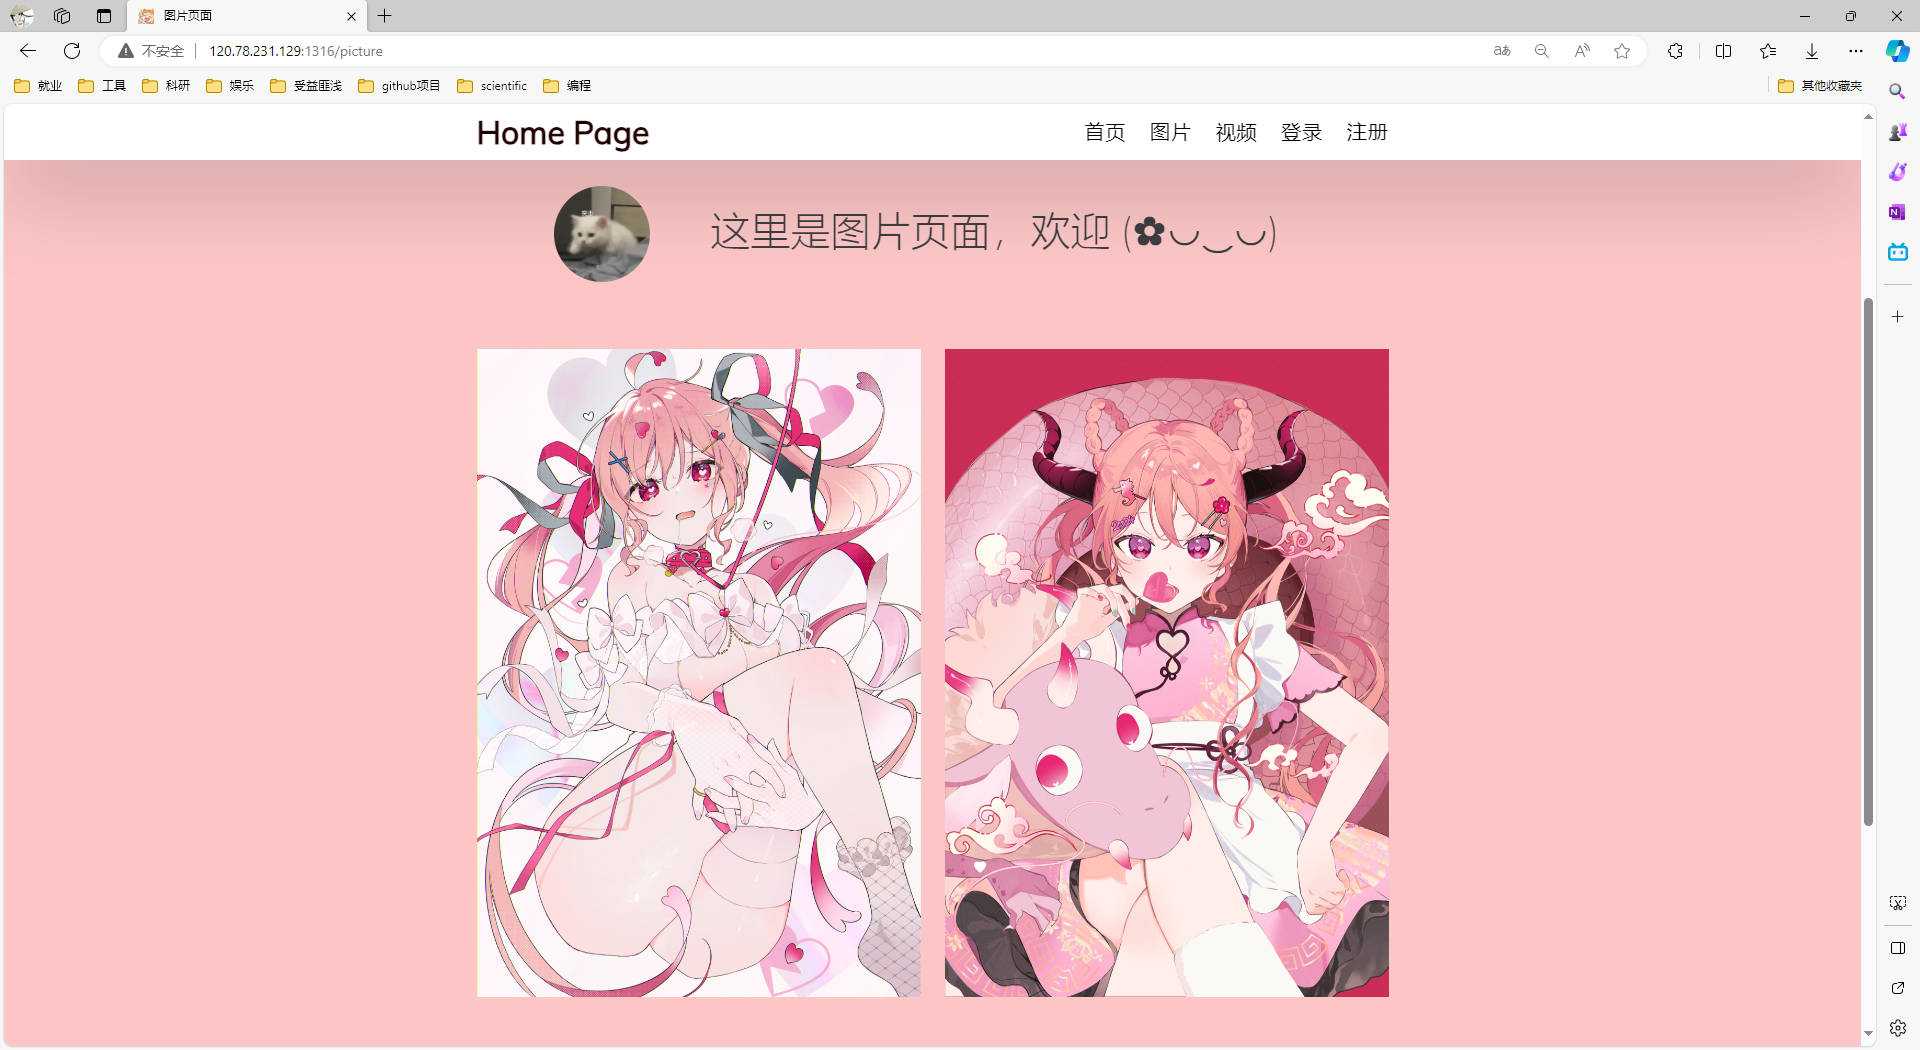 图片页面
不安全 120.78.231.129:1316/picture
就业 工具 科研 娱乐 受益匪浅 github项目 scientific 编程 其他收藏夹
Home Page 首页 图片 视频 登录 注册
这里是图片页面，欢迎 (✿◡‿◡)